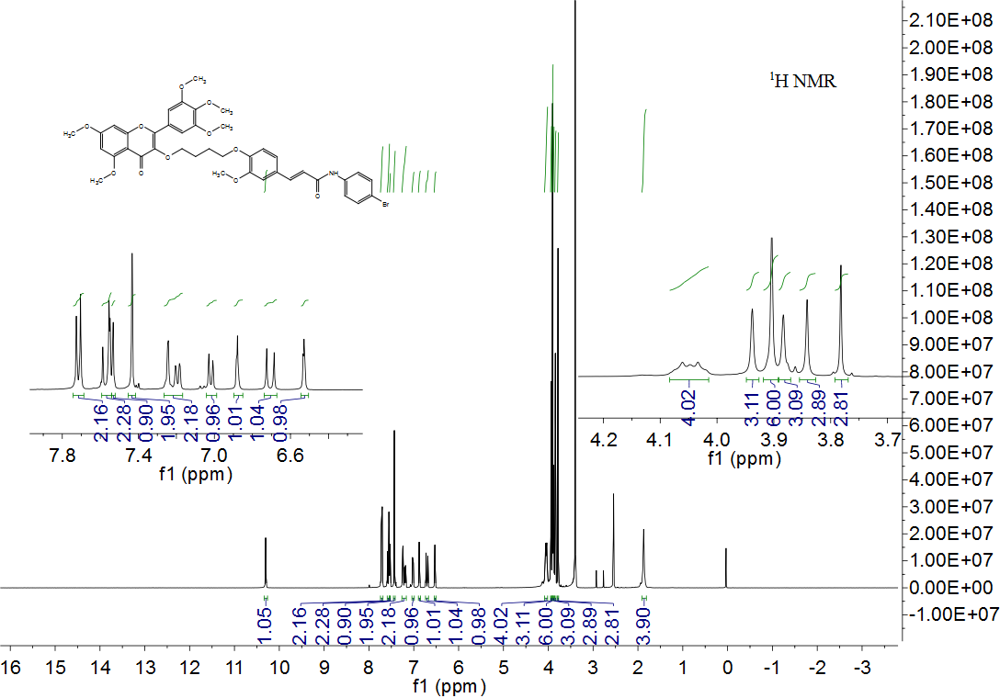 ¹H NMR
2.10E+08
2.00E+08
1.90E+08
1.80E+08
1.70E+08
1.60E+08
1.50E+08
1.40E+08
1.30E+08
1.20E+08
1.10E+08
1.00E+08
9.00E+07
8.00E+07
7.00E+07
6.00E+07
5.00E+07
4.00E+07
3.00E+07
2.00E+07
1.00E+07
0.00E+00
-1.00E+07
O CH₃
O CH₃
O CH₃
H₃C O
O
O
O
O
O CH₃
H₃C O
NH
O
Br
2.16 2.28 0.90 1.95 2.18 0.96 1.01 1.04 0.98
7.8 7.4 7.0 6.6
f1 (ppm)
4.02 3.11 6.00 3.09 2.89 2.81
4.2 4.1 4.0 3.9 3.8 3.7
f1 (ppm)
1.05 2.16 2.28 0.90 1.95 2.18 0.96 1.01 1.04 0.98 4.02 3.11 6.00 3.09 2.89 2.81 3.90
16 15 14 13 12 11 10 9 8 7 6 5 4 3 2 1 0 -1 -2 -3
f1 (ppm)